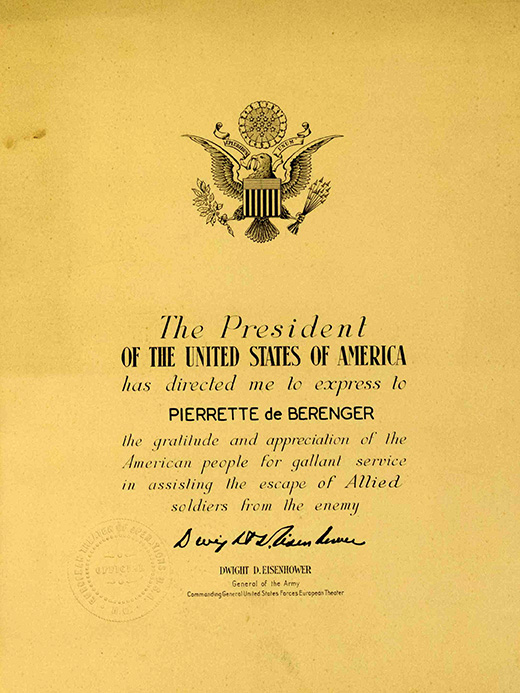 The President
OF THE UNITED STATES OF AMERICA
has directed me to express to
PIERRETTE de BERENGER
the gratitude and appreciation of the
American people for gallant service
in assisting the escape of Allied
soldiers from the enemy
Dwight D. Eisenhower
DWIGHT D. EISENHOWER
General of the Army
Commanding General United States Forces European Theater